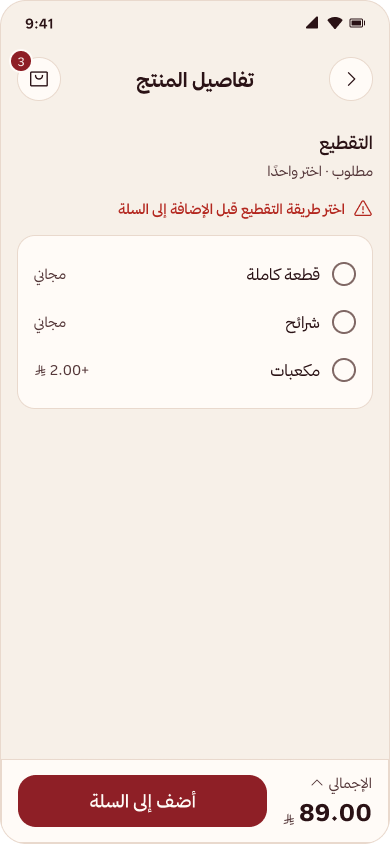 9:41
تفاصيل المنتج
3
التقطيع
مطلوب · اختر واحدًا
اختر طريقة التقطيع قبل الإضافة إلى السلة
قطعة كاملة مجاني
شرائح مجاني
مكعبات +2.00 ⃁
الإجمالي
89.00 ⃁
أضف إلى السلة